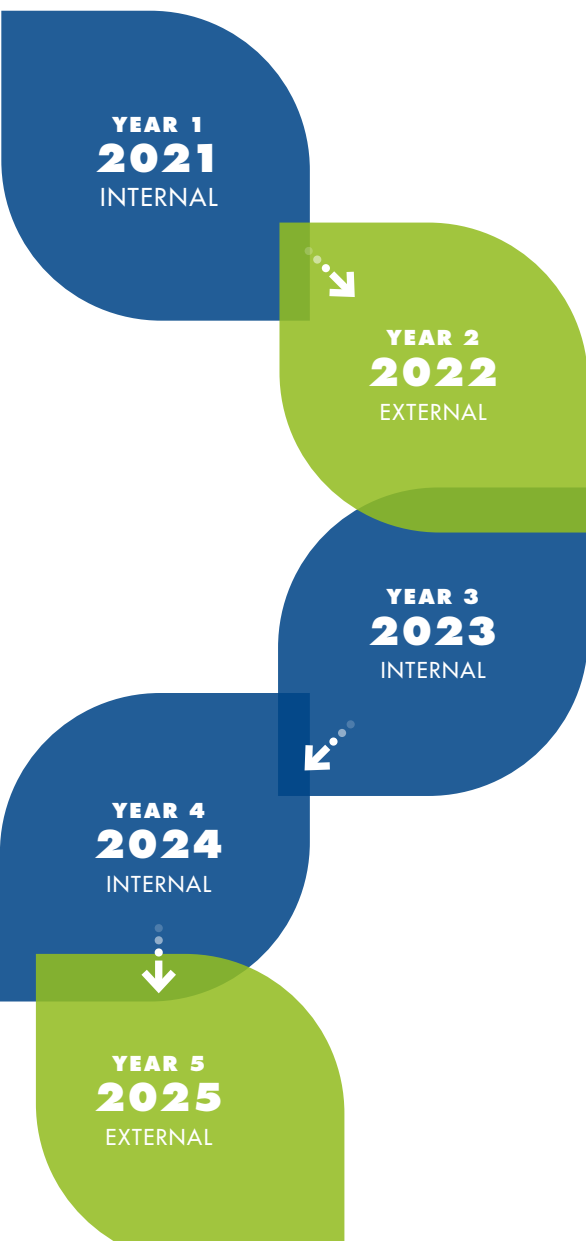 YEAR 1
2021
INTERNAL
YEAR 2
2022
EXTERNAL
YEAR 3
2023
INTERNAL
YEAR 4
2024
INTERNAL
YEAR 5
2025
EXTERNAL